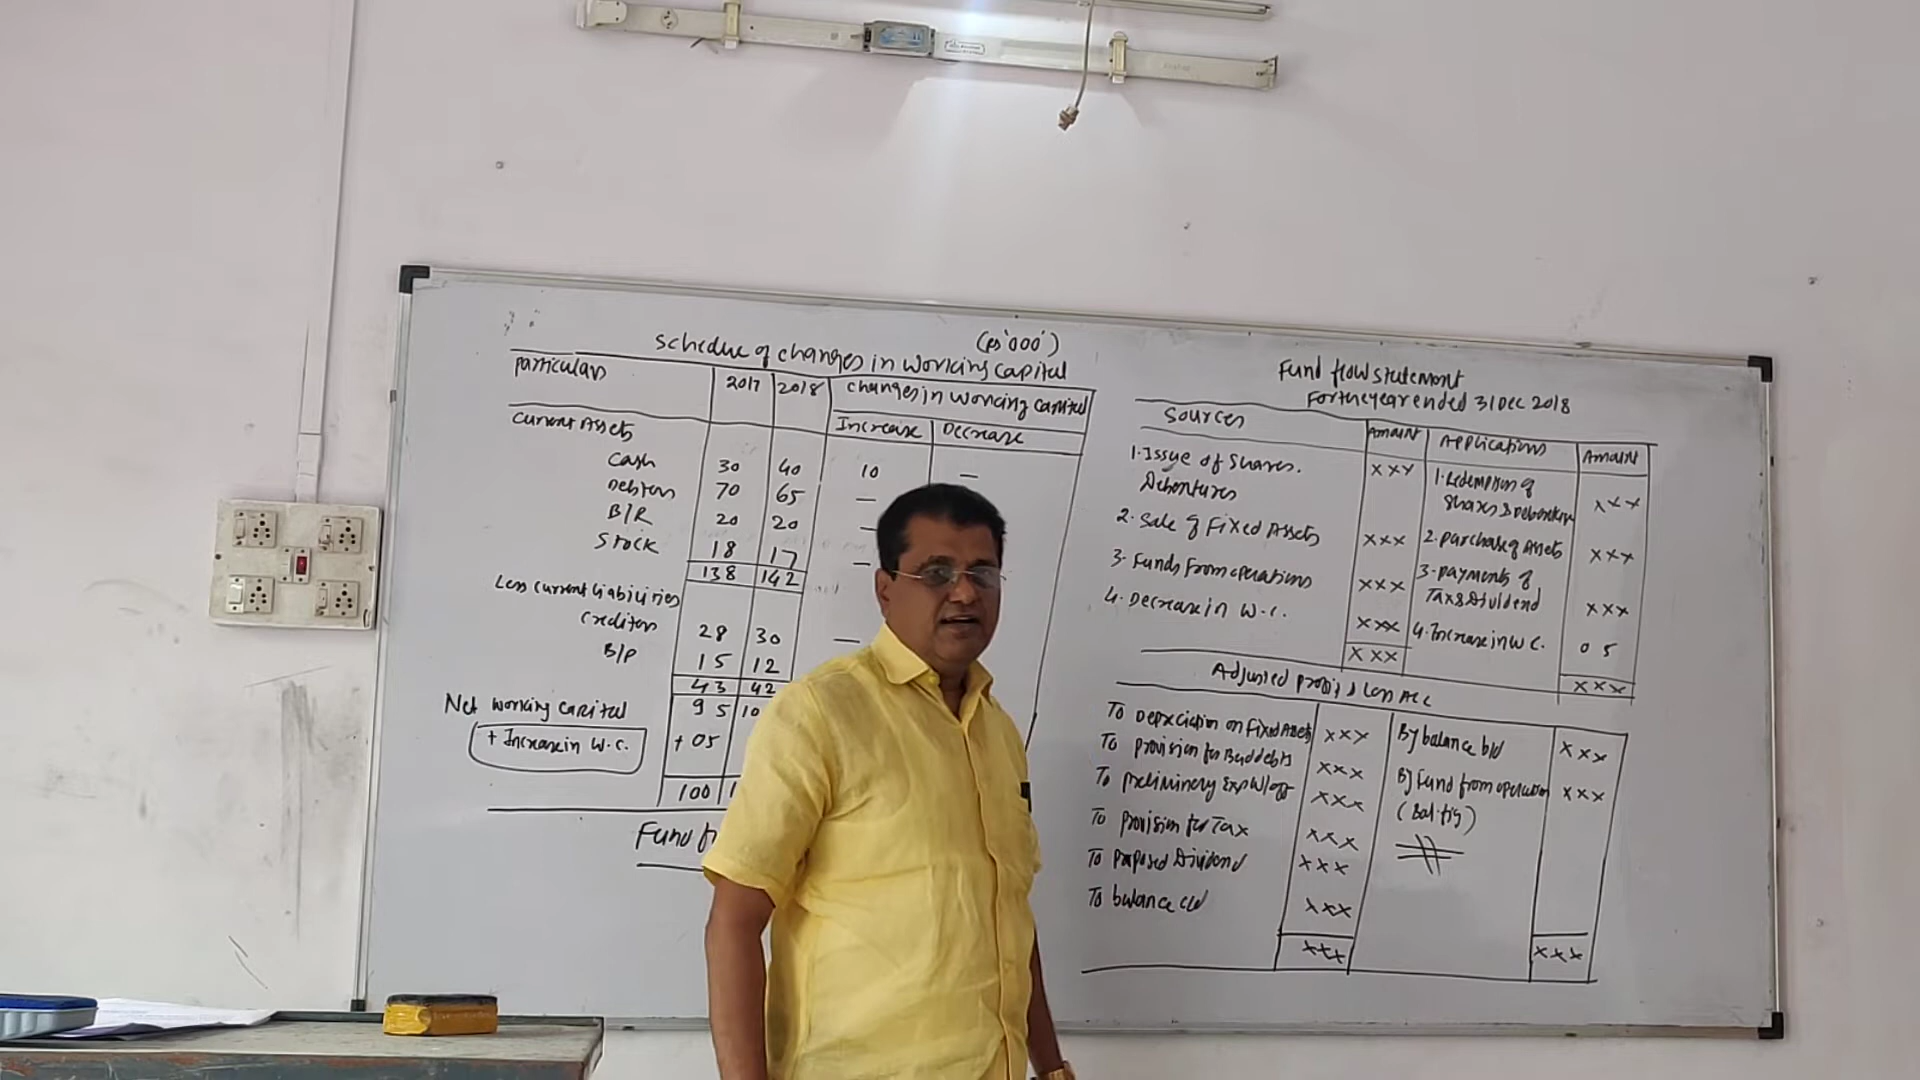 (Rs '000')
Schedule of changes in working capital
Particulars 2017 2018 changes in working capital
Increase Decrease
Current Assets
Cash 30 40 10 —
Debtors 70 65 —
B/R 20 20 —
Stock 18 17 —
138 142
Less current liabilities
Creditors 28 30 —
B/P 15 12
43 42
Net working capital 95 10
+ Increase in W.C. + 05
100 1
Fund f
Fund flow statement
For the year ended 31 Dec 2018
Sources Amount Applications Amount
1. Issue of Shares. xxx 1. Redemption of
Debentures Shares & Debenture xxx
2. Sale of Fixed Assets xxx 2. purchase of Assets xxx
3. Funds from operations xxx 3. payments of
Tax & Dividend xxx
4. Decrease in W.C. xxx 4. Increase in W C. 05
xxx xxx
Adjusted profit & Loss Acc
To Depreciation on Fixed Assets xxx By balance b/d xxx
To provision for Baddebts xxx By Fund from operation xxx
To preliminary Exp W/off xxx (Bal. fig)
To provision for Tax xxx
To proposed Dividend xxx
To balance c/d xxx
xxx xxx